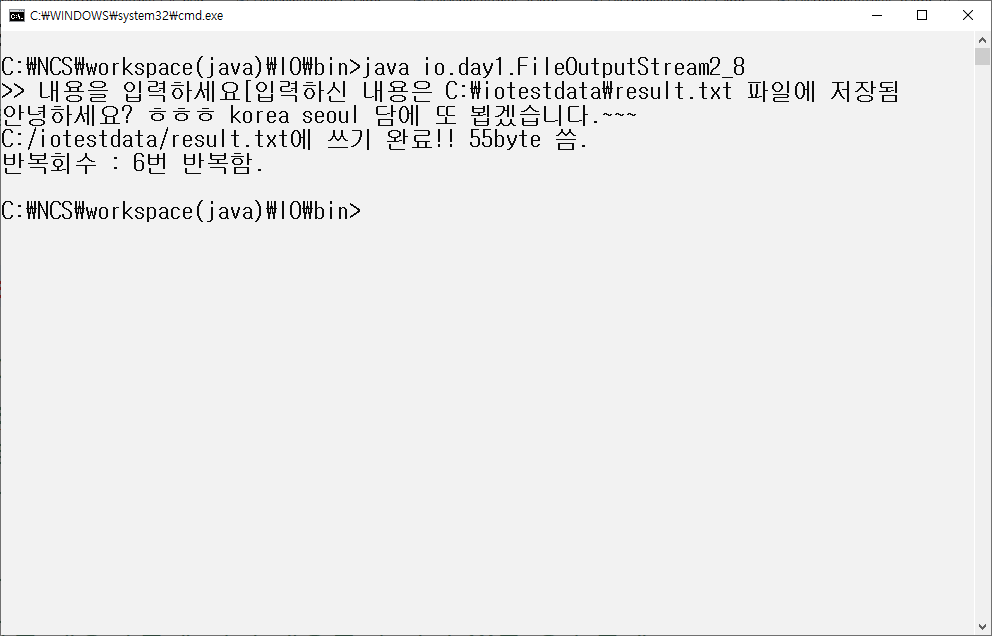 C:₩WINDOWS₩system32₩cmd.exe
C:₩NCS₩workspace(java)₩IO₩bin>java io.day1.FileOutputStream2_8
>> 내용을 입력하세요[입력하신 내용은 C:₩iotestdata₩result.txt 파일에 저장됨
안녕하세요? ㅎㅎㅎ korea seoul 담에 또 뵙겠습니다.~~~
C:/iotestdata/result.txt에 쓰기 완료!! 55byte 씀.
반복회수 : 6번 반복함.
C:₩NCS₩workspace(java)₩IO₩bin>